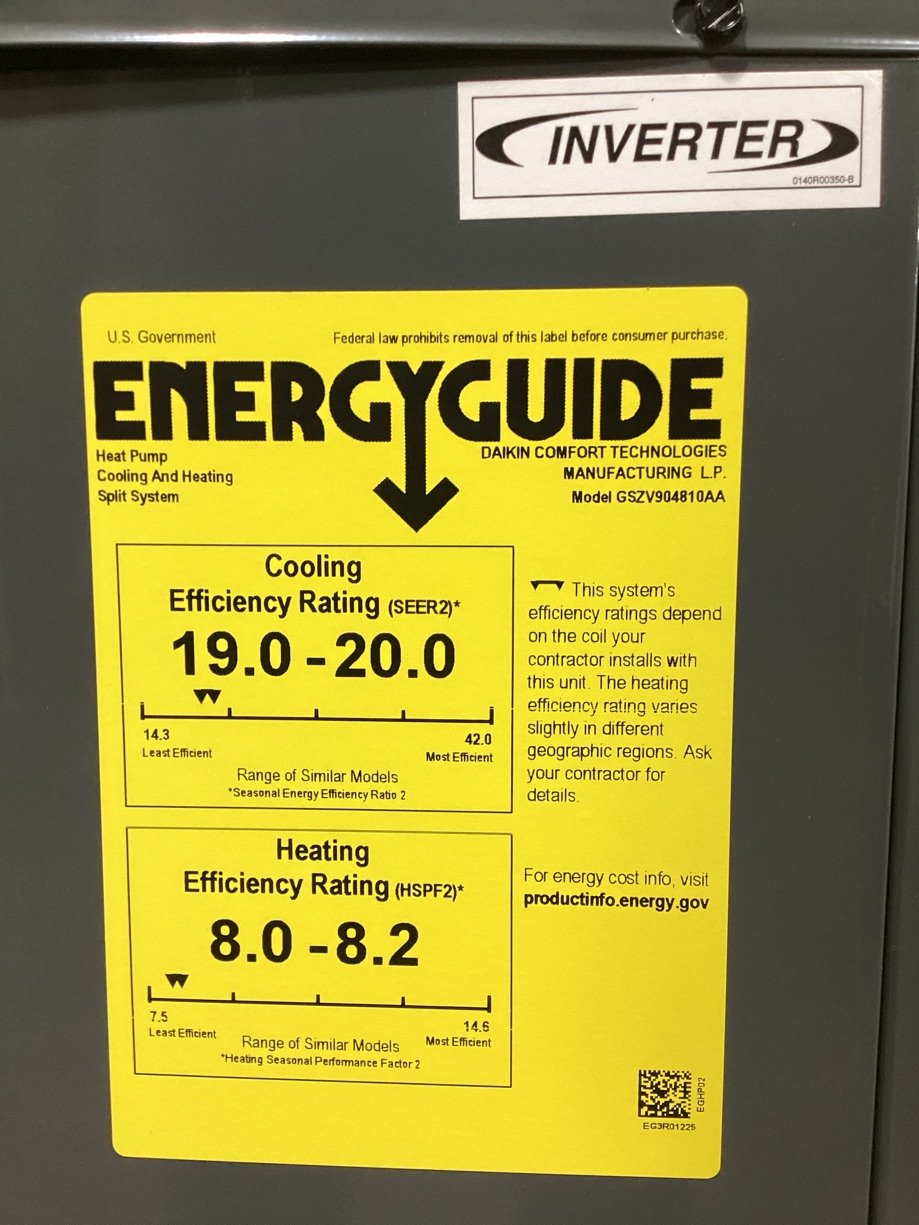 INVERTER
0140R00350-B
U.S. Government
Federal law prohibits removal of this label before consumer purchase.
ENERGYGUIDE
Heat Pump
Cooling And Heating
Split System
DAIKIN COMFORT TECHNOLOGIES
MANUFACTURING L.P.
Model GSZV904810AA
Cooling
Efficiency Rating (SEER2)*
19.0 - 20.0
14.3
Least Efficient
42.0
Most Efficient
Range of Similar Models
*Seasonal Energy Efficiency Ratio 2
This system's
efficiency ratings depend
on the coil your
contractor installs with
this unit. The heating
efficiency rating varies
slightly in different
geographic regions. Ask
your contractor for
details.
Heating
Efficiency Rating (HSPF2)*
8.0 - 8.2
7.5
Least Efficient
14.6
Most Efficient
Range of Similar Models
*Heating Seasonal Performance Factor 2
For energy cost info, visit
productinfo.energy.gov
EGHP02
EG3R01225